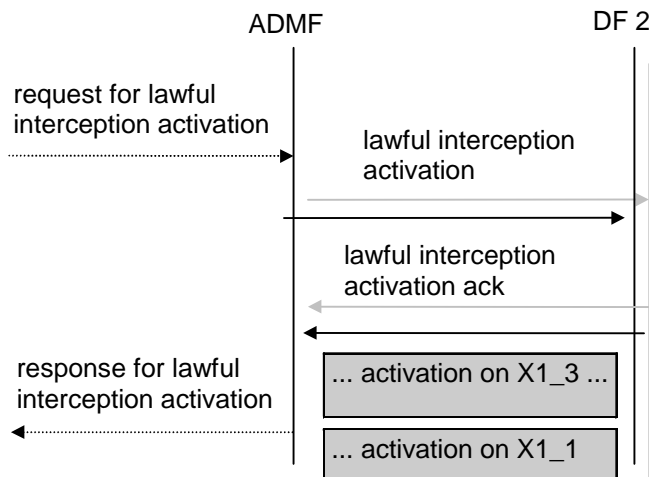 ADMF
DF 2
request for lawful
interception activation
lawful interception
activation
lawful interception
activation ack
response for lawful
interception activation
... activation on X1_3 ...
... activation on X1_1